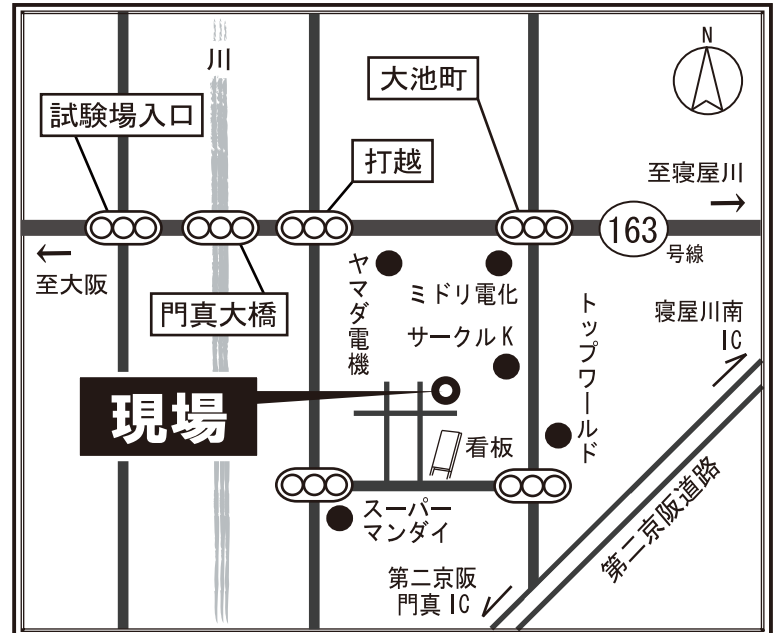 N
川
大池町
試験場入口
打越
至寝屋川
163
号線
至大阪
門真大橋
ヤマダ電機
ミドリ電化
サークルK
トップワールド
寝屋川南
IC
現場
看板
スーパー
マンダイ
第二京阪道路
第二京阪
門真IC